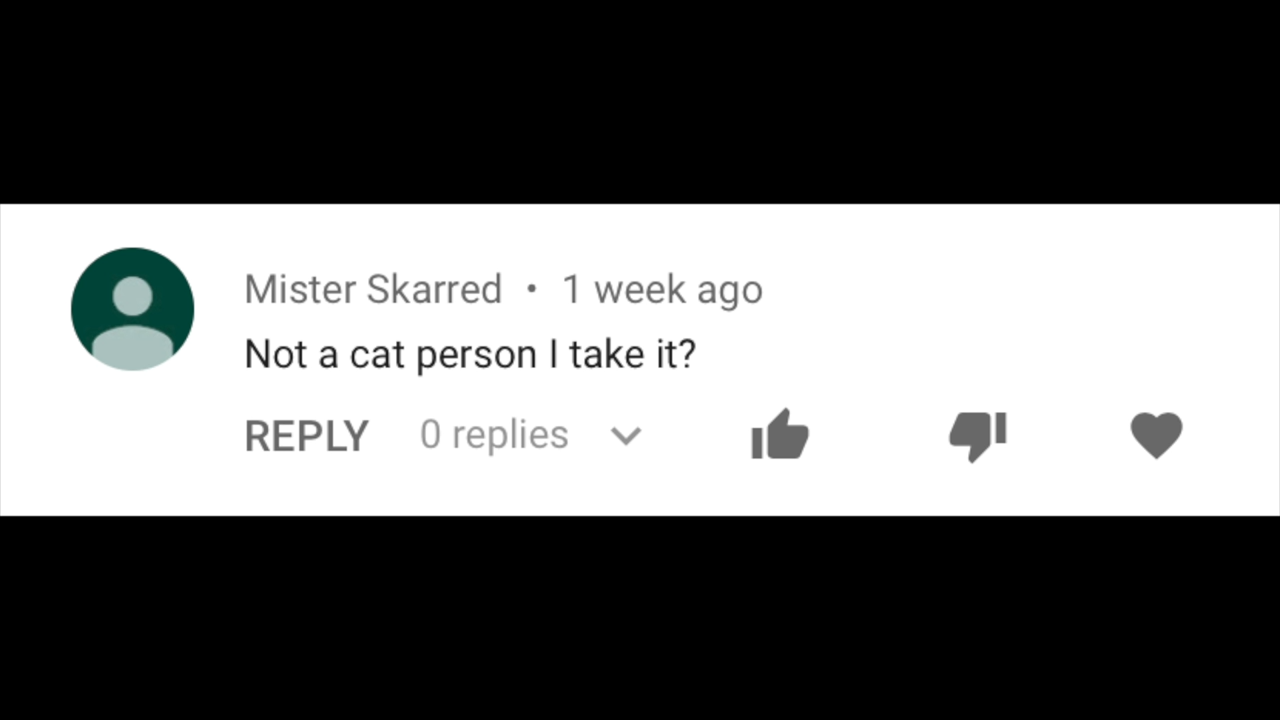 Mister Skarred • 1 week ago
Not a cat person I take it?
REPLY 0 replies